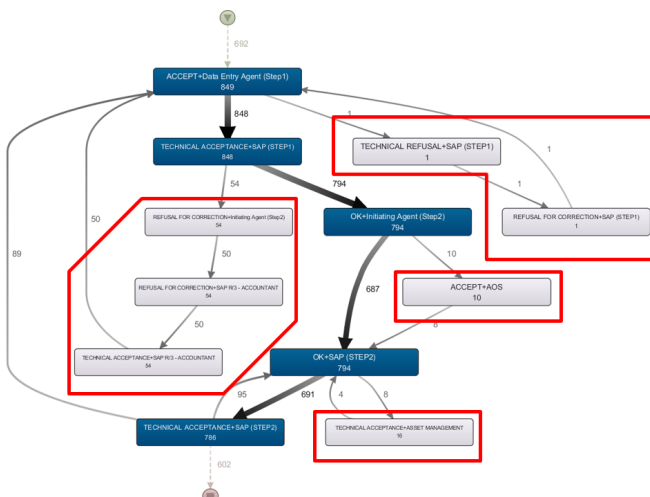 692
ACCEPT+Data Entry Agent (Step1)
849
848
1
TECHNICAL ACCEPTANCE+SAP (STEP1)
848
TECHNICAL REFUSAL+SAP (STEP1)
1
1
1
54
794
REFUSAL FOR CORRECTION+Initiating Agent (Step2)
54
OK+Initiating Agent (Step2)
794
REFUSAL FOR CORRECTION+SAP (STEP1)
1
50
50
89
10
REFUSAL FOR CORRECTION+SAP R/3 - ACCOUNTANT
54
687
ACCEPT+AOS
10
50
8
TECHNICAL ACCEPTANCE+SAP R/3 - ACCOUNTANT
54
OK+SAP (STEP2)
794
95
691
4
8
TECHNICAL ACCEPTANCE+SAP (STEP2)
786
TECHNICAL ACCEPTANCE+ASSET MANAGEMENT
16
602